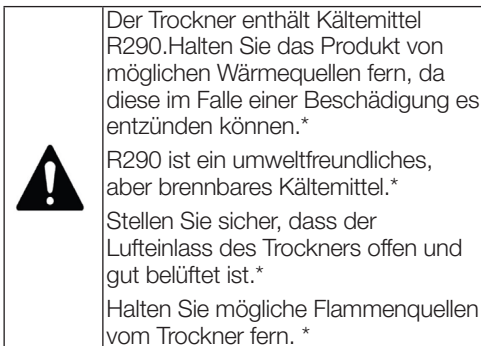 Der Trockner enthält Kältemittel
R290.Halten Sie das Produkt von
möglichen Wärmequellen fern, da
diese im Falle einer Beschädigung es
entzünden können.*
R290 ist ein umweltfreundliches,
aber brennbares Kältemittel.*
Stellen Sie sicher, dass der
Lufteinlass des Trockners offen und
gut belüftet ist.*
Halten Sie mögliche Flammenquellen
vom Trockner fern. *